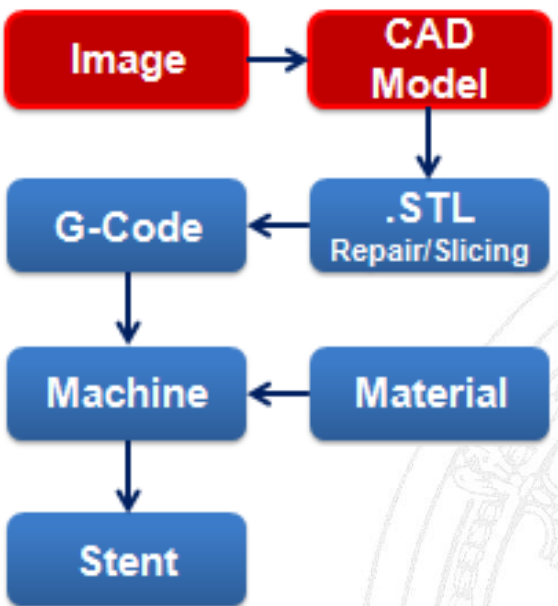 Image
CAD
Model
G-Code
.STL
Repair/Slicing
Machine
Material
Stent